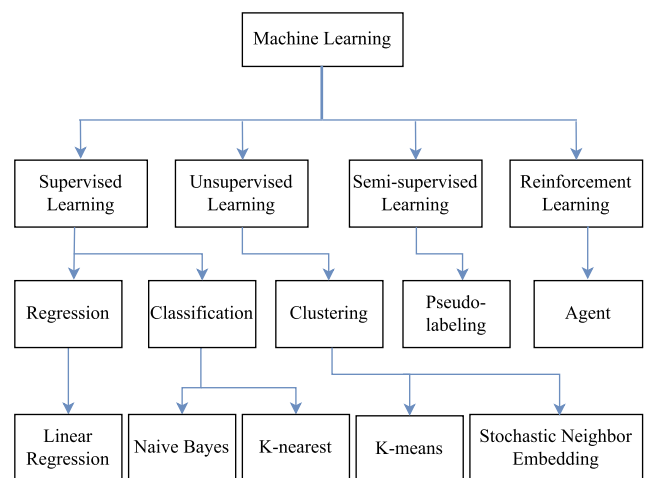 Machine Learning
Supervised
Learning
Unsupervised
Learning
Semi-supervised
Learning
Reinforcement
Learning
Regression
Classification
Clustering
Pseudo-
labeling
Agent
Linear
Regression
Naive Bayes
K-nearest
K-means
Stochastic Neighbor
Embedding